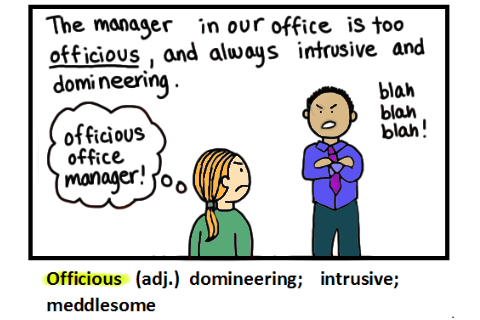 The manager in our office is too
officious, and always intrusive and
domineering.
blah
blah
blah!
officious
office
manager!
Officious (adj.) domineering; intrusive;
meddlesome